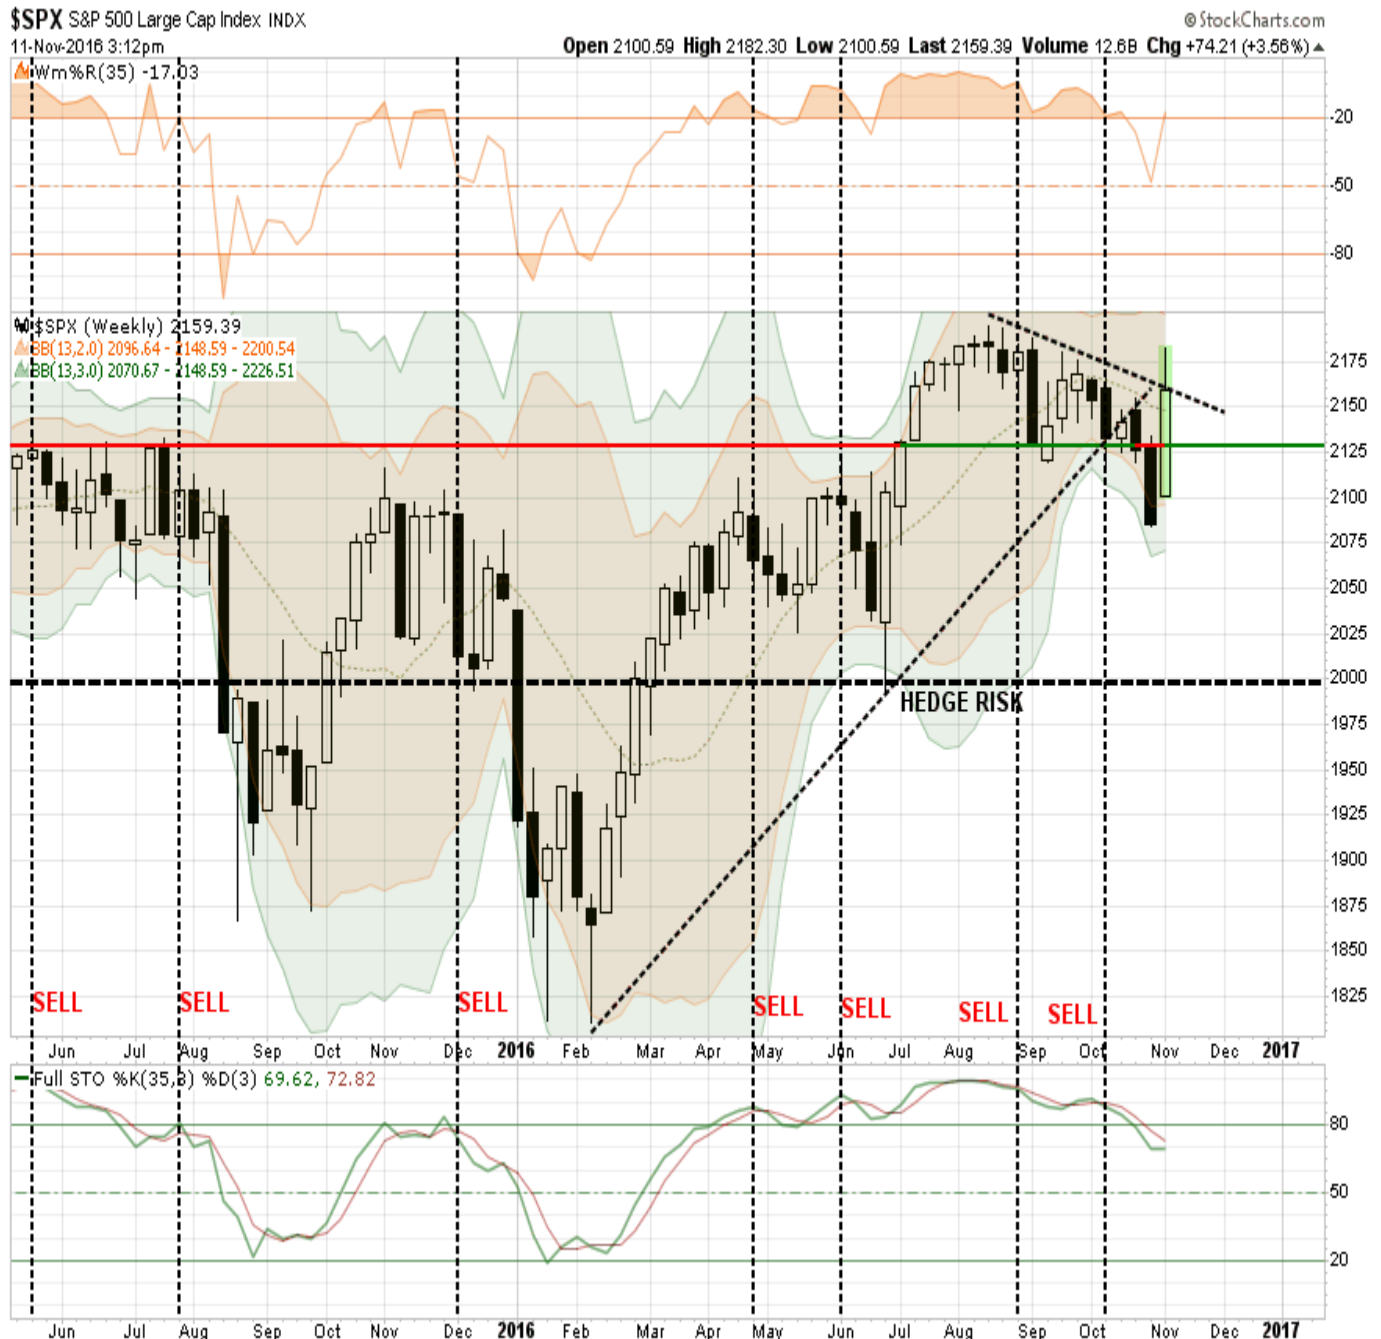 $SPX S&P 500 Large Cap Index INDX © StockCharts.com
11-Nov-2016 3:12pm Open 2100.59 High 2182.30 Low 2100.59 Last 2159.39 Volume 12.6B Chg +74.21 (+3.56%)
Wm%R(35) -17.03
-20
-50
-80
$SPX (Weekly) 2159.39
BB(13,2.0) 2096.64 - 2148.59 - 2200.54
BB(13,3.0) 2070.67 - 2148.59 - 2226.51
2175
2150
2125
2100
2075
2050
2025
2000
HEDGE RISK
1975
1950
1925
1900
1875
1850
1825
SELL SELL SELL SELL SELL SELL SELL
Jun Jul Aug Sep Oct Nov Dec 2016 Feb Mar Apr May Jun Jul Aug Sep Oct Nov Dec 2017
Full STO %K(35,3) %D(3) 69.62, 72.82
80
50
20
Jun Jul Aug Sep Oct Nov Dec 2016 Feb Mar Apr May Jun Jul Aug Sep Oct Nov Dec 2017